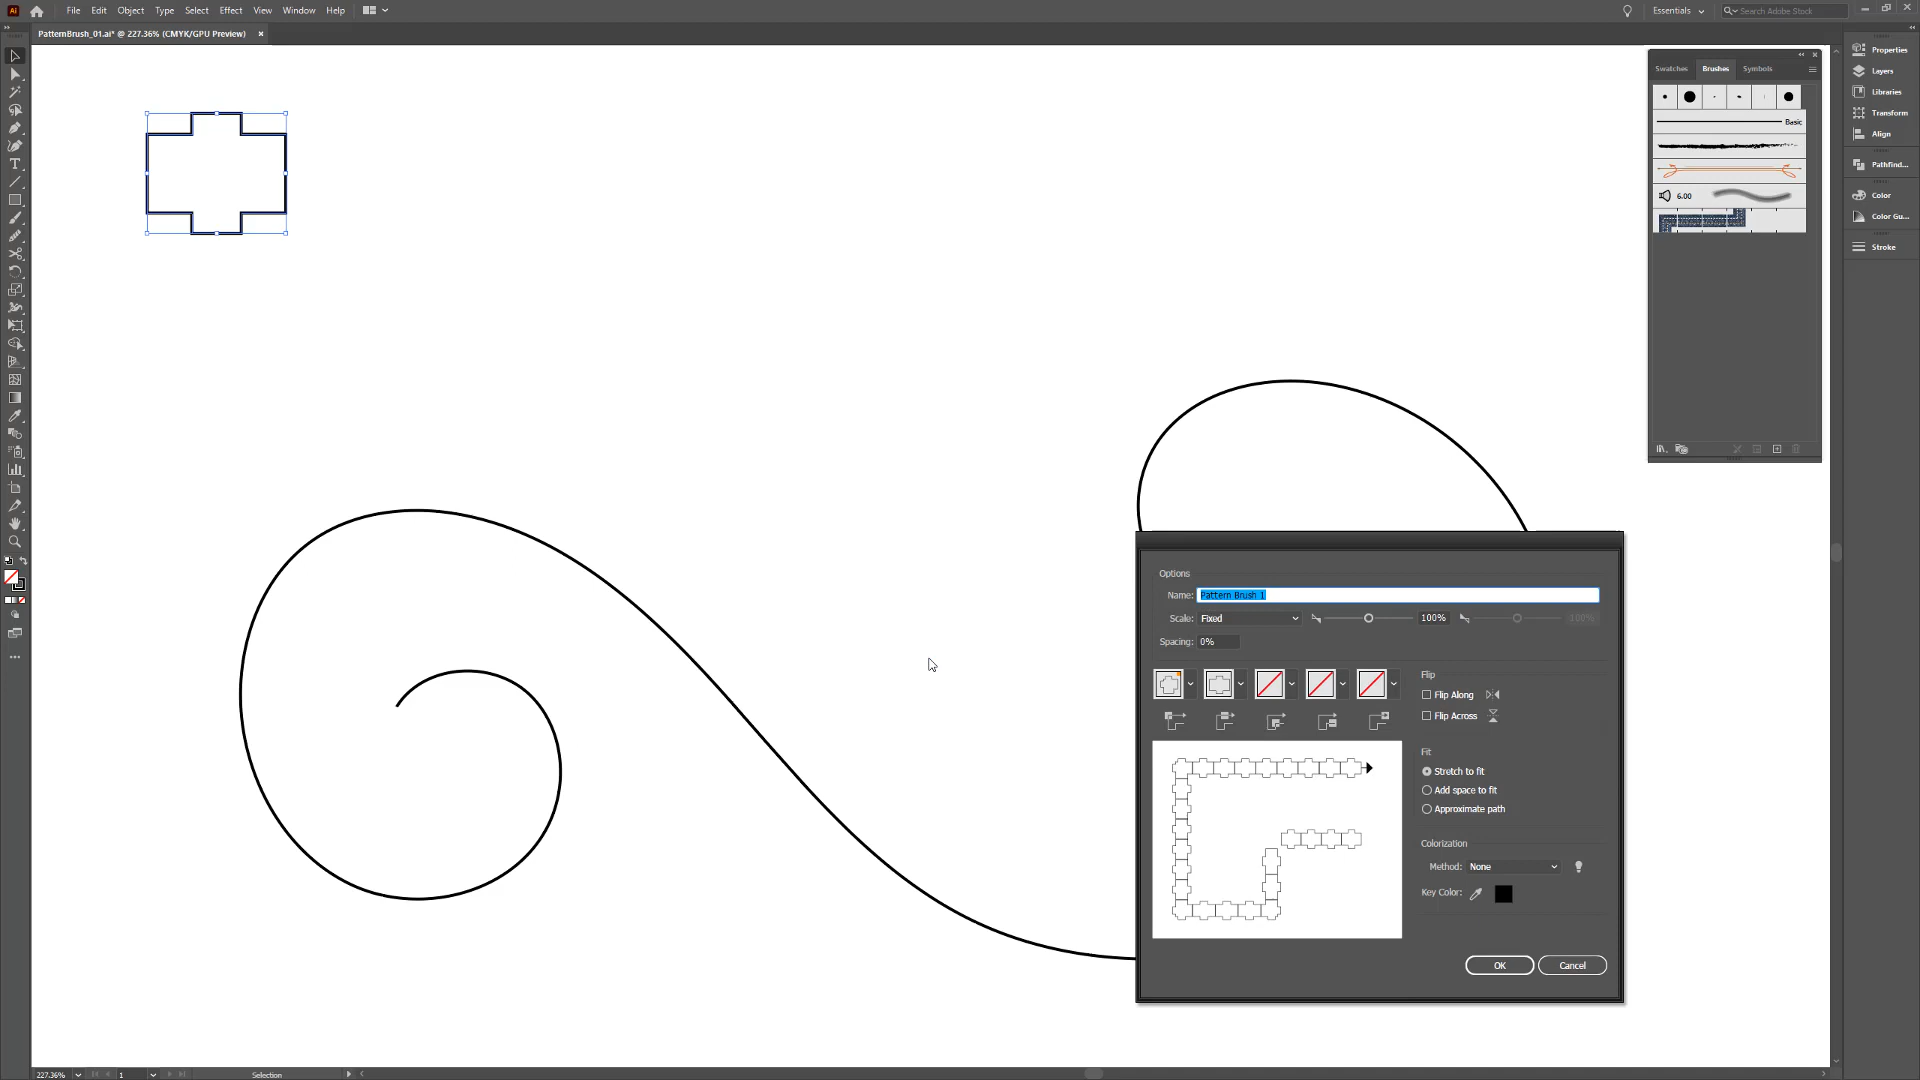 Ai File Edit Object Type Select Effect View Window Help
Essentials
Search Adobe Stock
PatternBrush_01.ai* @ 227.36% (CMYK/GPU Preview) ×
Swatches Brushes Symbols
Basic
6.00
Properties
Layers
Libraries
Transform
Align
Pathfind...
Color
Color Gu...
Stroke
Options
Name: Pattern Brush 1
Scale: Fixed 100% 100%
Spacing: 0%
Flip
Flip Along
Flip Across
Fit
Stretch to fit
Add space to fit
Approximate path
Colorization
Method: None
Key Color:
OK Cancel
227.36% 1 Selection